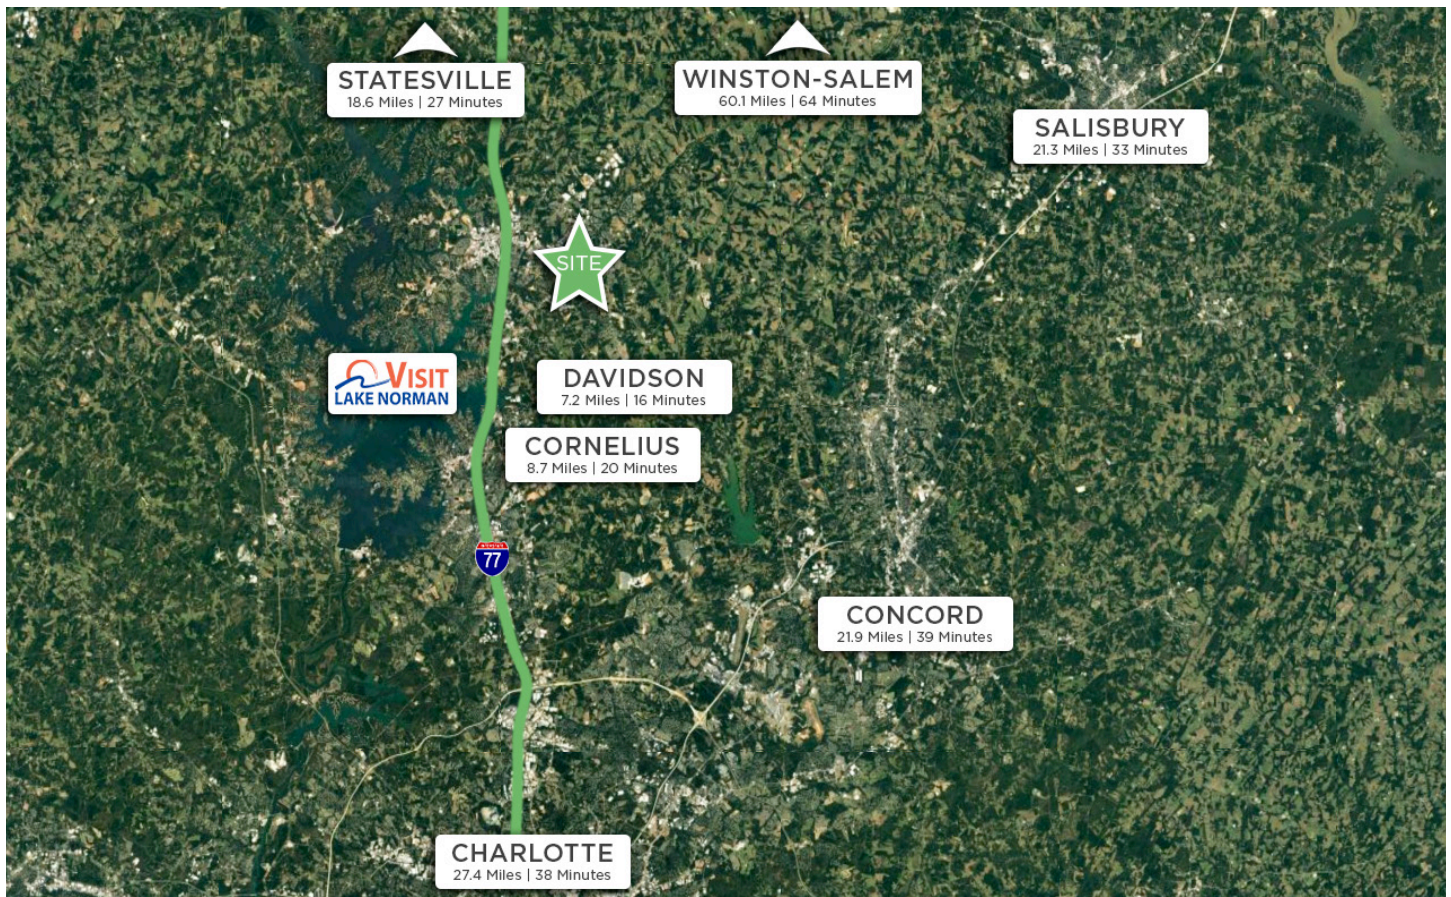 STATESVILLE
18.6 Miles | 27 Minutes
WINSTON-SALEM
60.1 Miles | 64 Minutes
SALISBURY
21.3 Miles | 33 Minutes
SITE
VISIT
LAKE NORMAN
DAVIDSON
7.2 Miles | 16 Minutes
CORNELIUS
8.7 Miles | 20 Minutes
77
CONCORD
21.9 Miles | 39 Minutes
CHARLOTTE
27.4 Miles | 38 Minutes